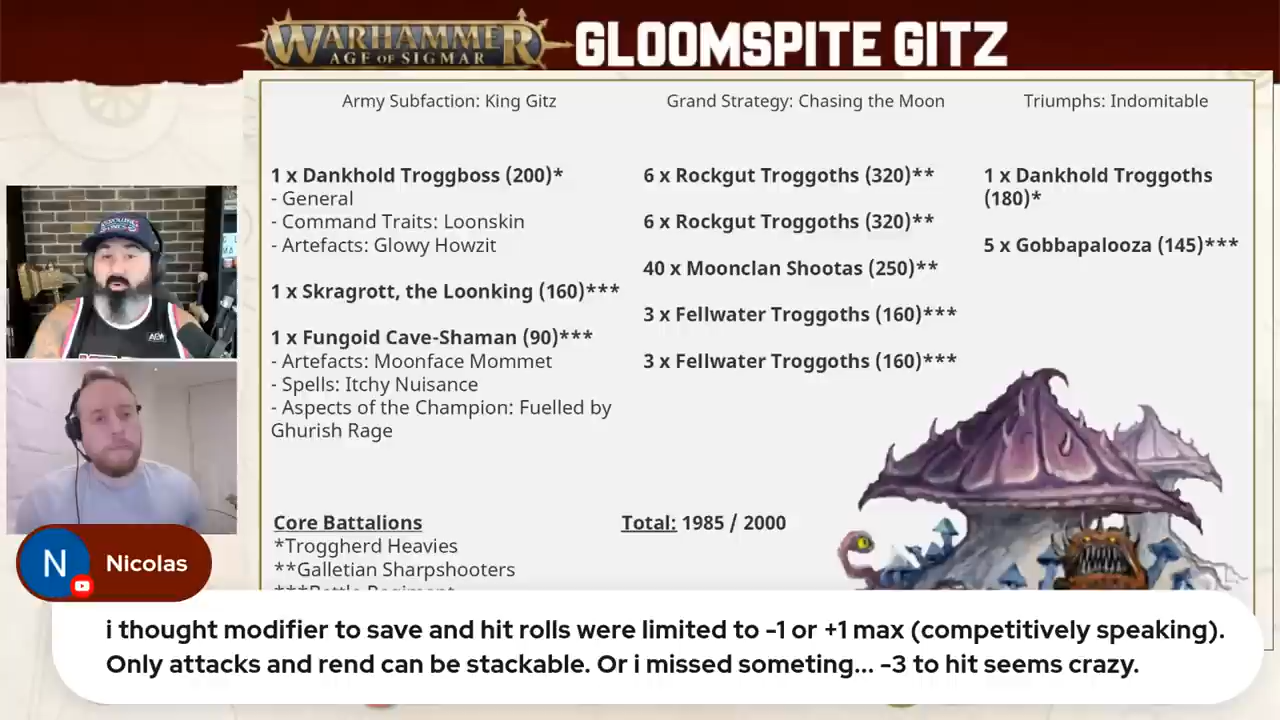 WARHAMMER
AGE OF SIGMAR
GLOOMSPITE GITZ
Army Subfaction: King Gitz
Grand Strategy: Chasing the Moon
Triumphs: Indomitable
1 x Dankhold Troggboss (200)*
- General
- Command Traits: Loonskin
- Artefacts: Glowy Howzit
1 x Skragrott, the Loonking (160)***
1 x Fungoid Cave-Shaman (90)***
- Artefacts: Moonface Mommet
- Spells: Itchy Nuisance
- Aspects of the Champion: Fuelled by
Ghurish Rage
6 x Rockgut Troggoths (320)**
6 x Rockgut Troggoths (320)**
40 x Moonclan Shootas (250)**
3 x Fellwater Troggoths (160)***
3 x Fellwater Troggoths (160)***
1 x Dankhold Troggoths
(180)*
5 x Gobbapalooza (145)***
Core Battalions
*Troggherd Heavies
**Galletian Sharpshooters
***Battle Regiment
Total: 1985 / 2000
N
Nicolas
i thought modifier to save and hit rolls were limited to -1 or +1 max (competitively speaking).
Only attacks and rend can be stackable. Or i missed someting... -3 to hit seems crazy.